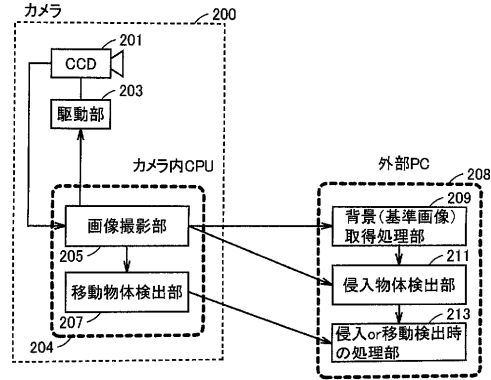 カメラ
200
201
CCD
203
駆動部
カメラ内CPU
外部PC
208
209
画像撮影部
背景(基準画像)
取得処理部
205
211
移動物体検出部
侵入物体検出部
207
213
侵入or移動検出時
の処理部
204